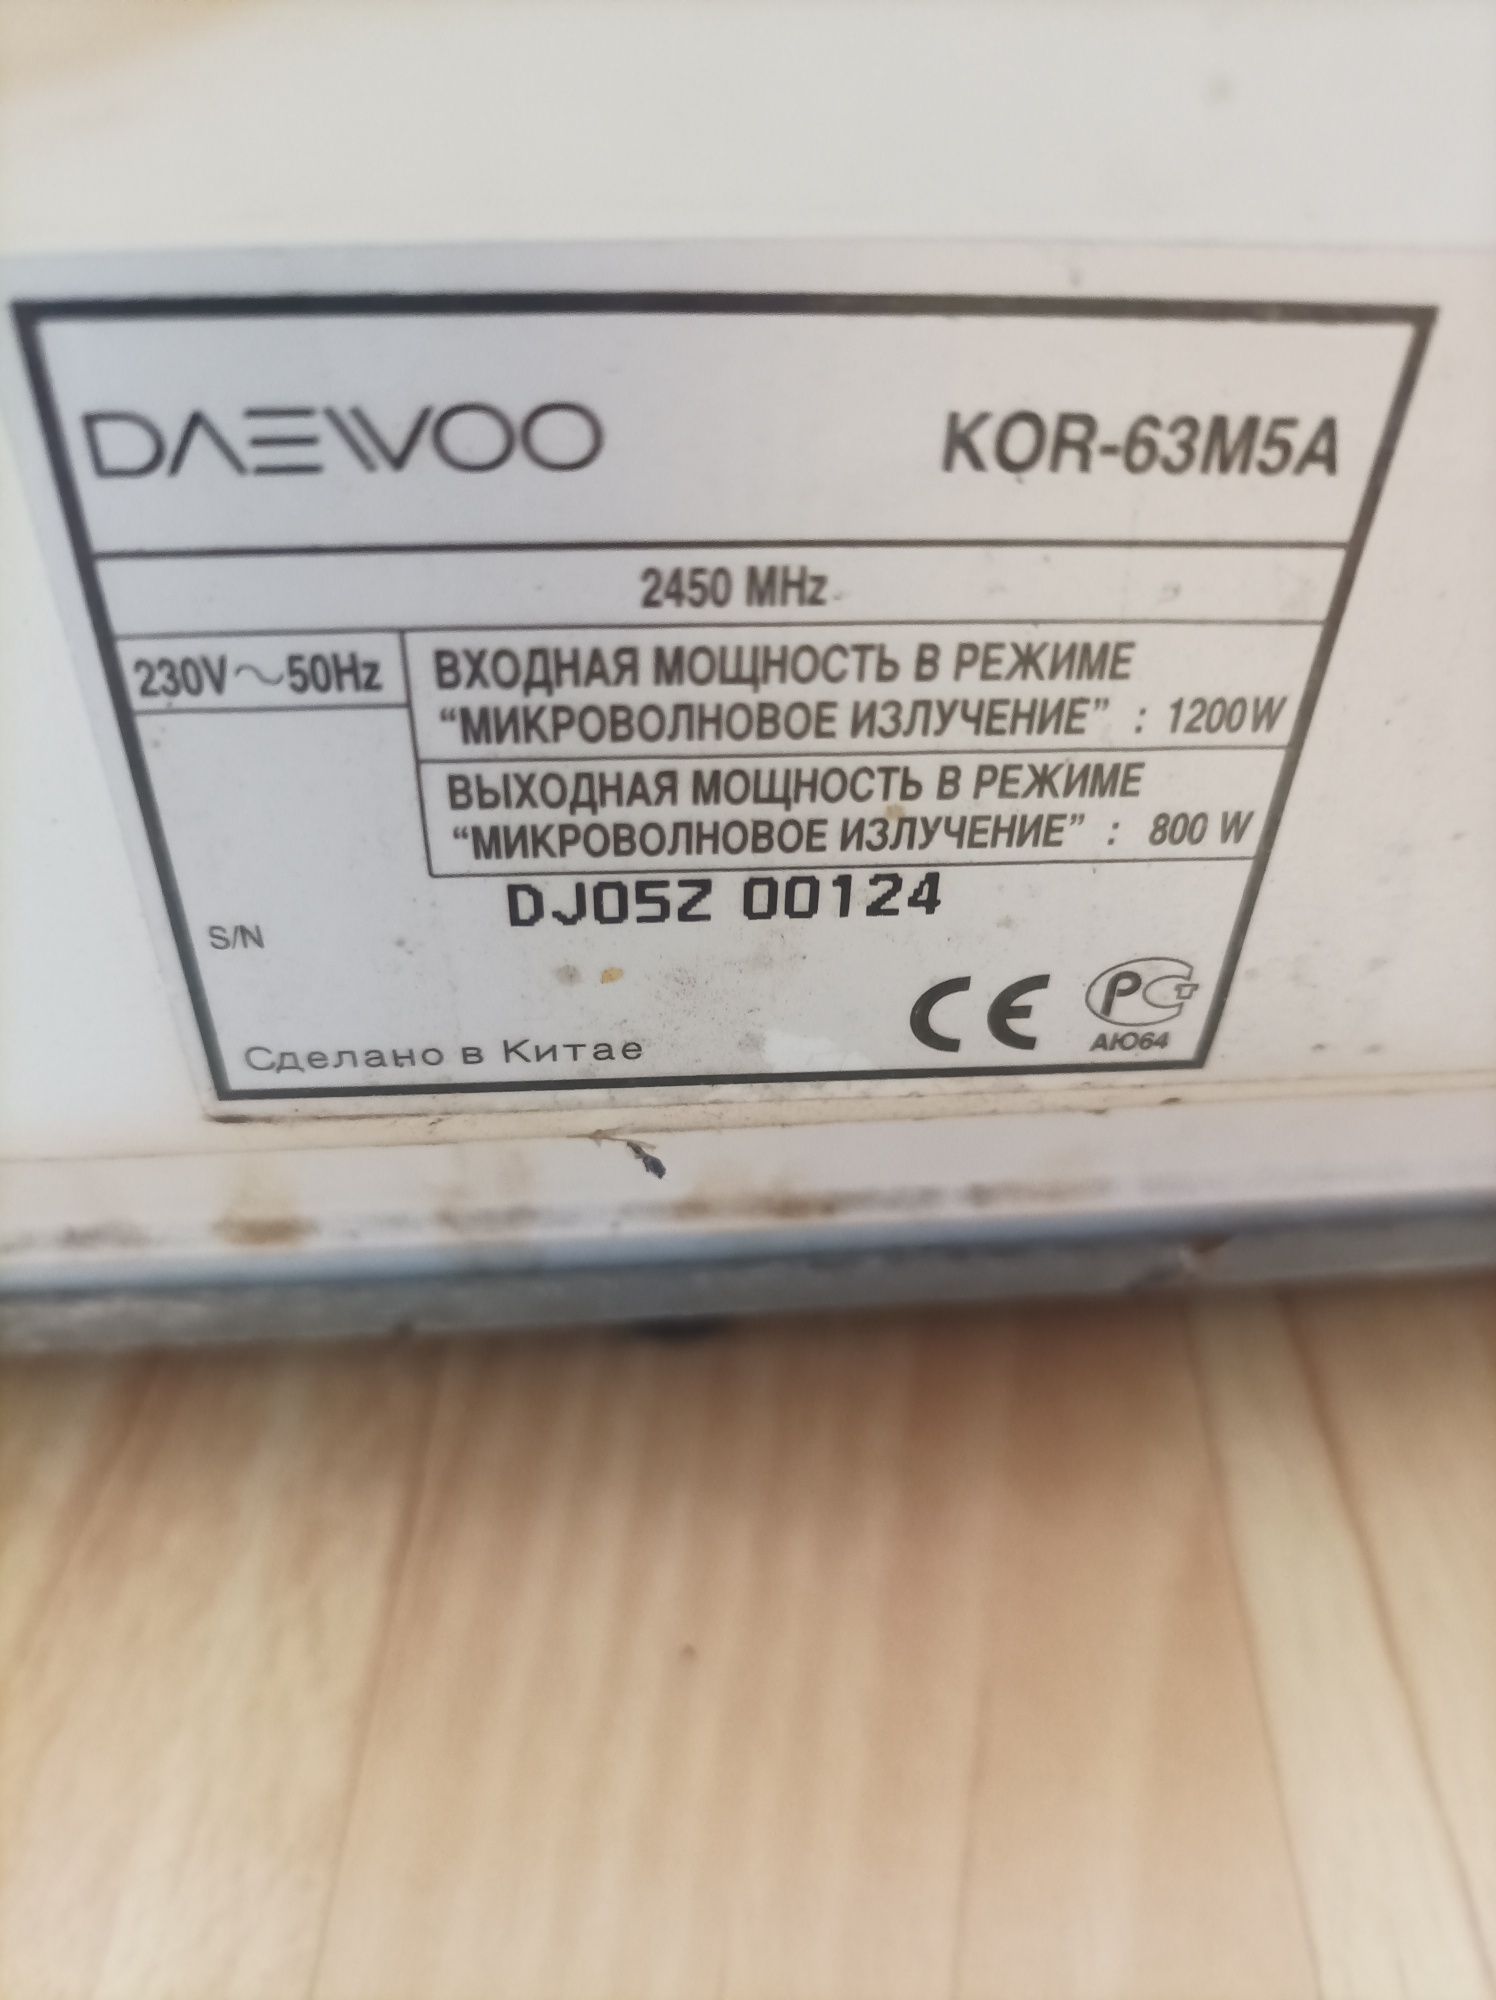 DAEWOO KOR-63M5A
2450 MHz
230V~50Hz
ВХОДНАЯ МОЩНОСТЬ В РЕЖИМЕ
“МИКРОВОЛНОВОЕ ИЗЛУЧЕНИЕ” : 1200W
ВЫХОДНАЯ МОЩНОСТЬ В РЕЖИМЕ
“МИКРОВОЛНОВОЕ ИЗЛУЧЕНИЕ” : 800 W
DJ05Z 00124
S/N
CE РСТ
АЮ64
Сделано в Китае